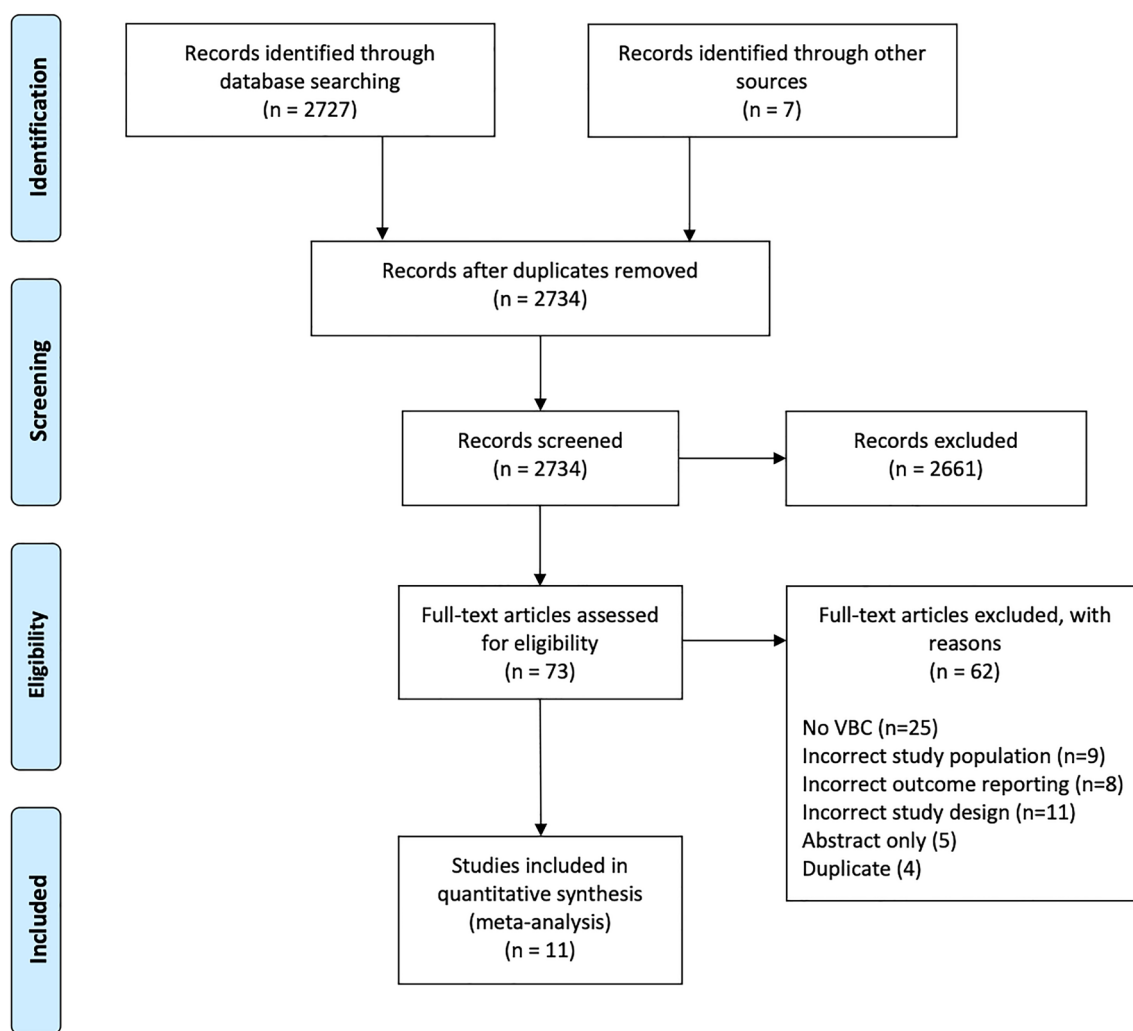 Identification
Records identified through
database searching
(n = 2727)
Records identified through other
sources
(n = 7)
Records after duplicates removed
(n = 2734)
Screening
Records screened
(n = 2734)
Records excluded
(n = 2661)
Eligibility
Full-text articles assessed
for eligibility
(n = 73)
Full-text articles excluded, with
reasons
(n = 62)
No VBC (n=25)
Incorrect study population (n=9)
Incorrect outcome reporting (n=8)
Incorrect study design (n=11)
Abstract only (5)
Duplicate (4)
Included
Studies included in
quantitative synthesis
(meta-analysis)
(n = 11)